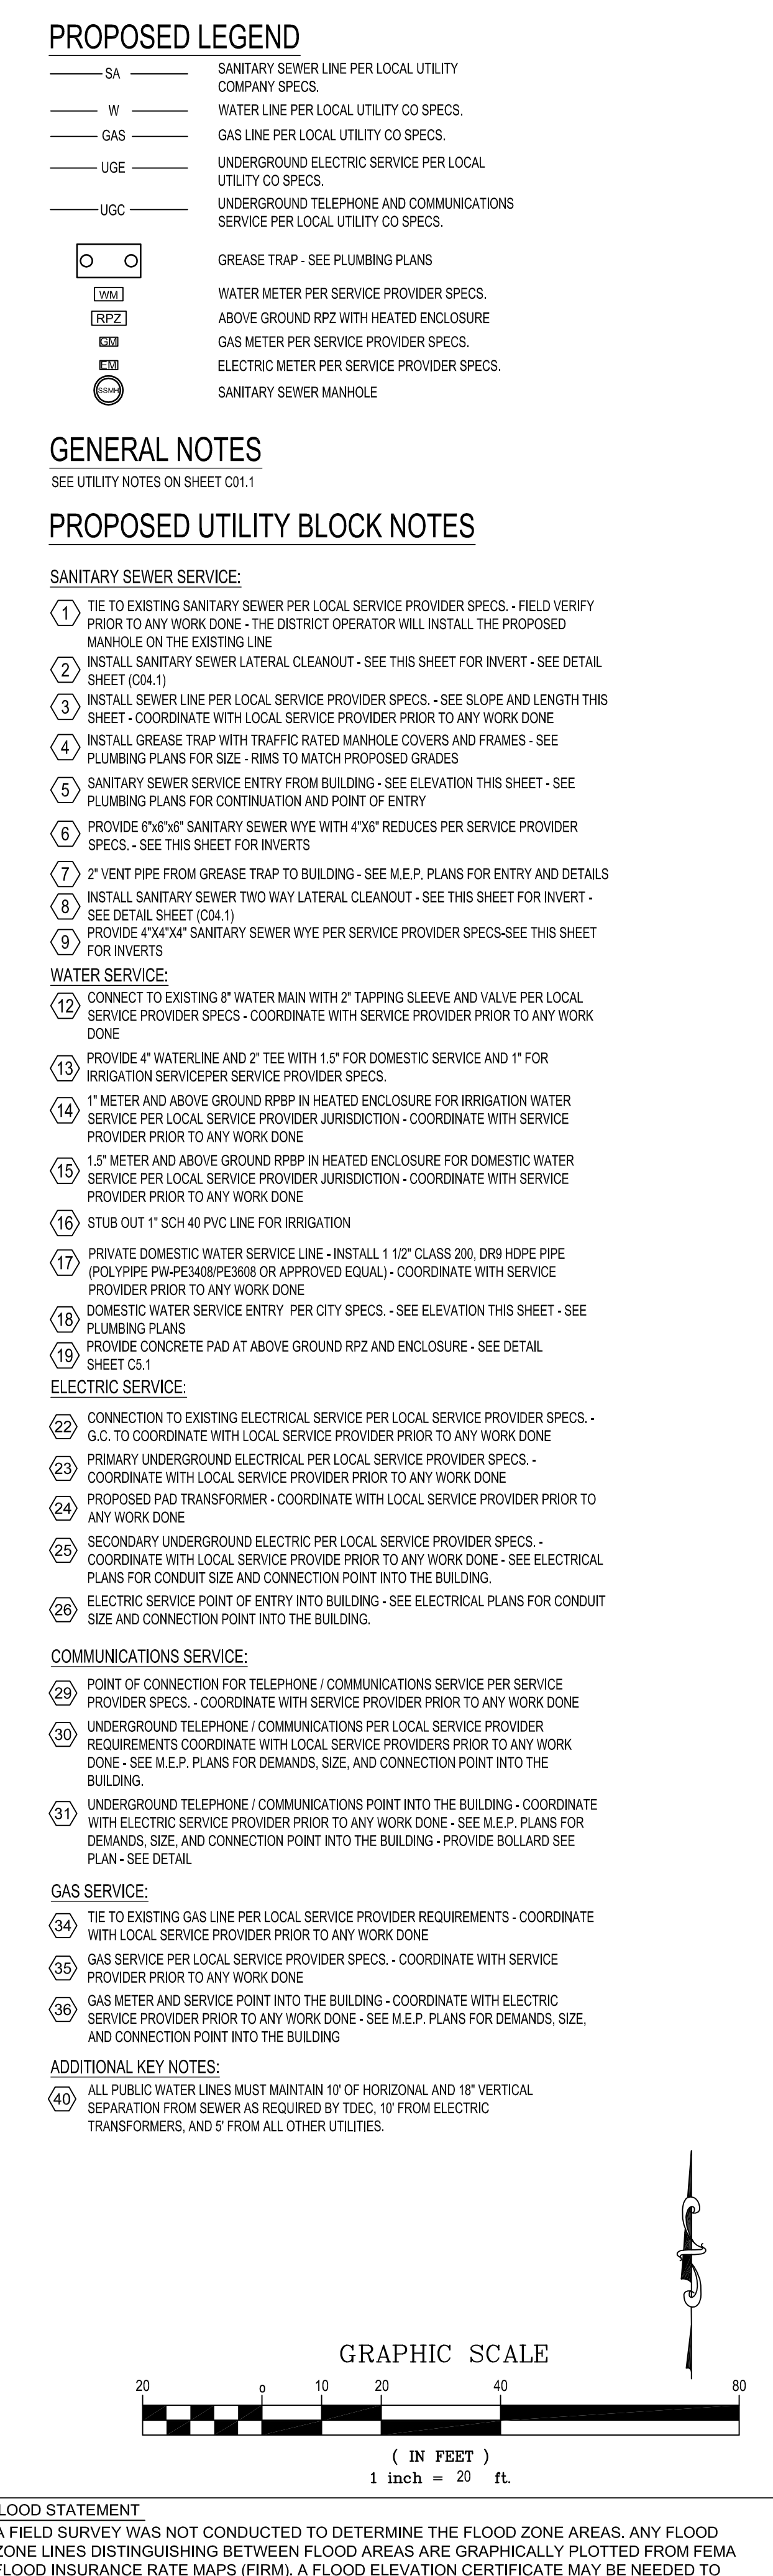 PROPOSED LEGEND
SA SANITARY SEWER LINE PER LOCAL UTILITY
COMPANY SPECS.
W WATER LINE PER LOCAL UTILITY CO SPECS.
GAS GAS LINE PER LOCAL UTILITY CO SPECS.
UGE UNDERGROUND ELECTRIC SERVICE PER LOCAL
UTILITY CO SPECS.
UGC UNDERGROUND TELEPHONE AND COMMUNICATIONS
SERVICE PER LOCAL UTILITY CO SPECS.
GREASE TRAP - SEE PLUMBING PLANS
WM WATER METER PER SERVICE PROVIDER SPECS.
RPZ ABOVE GROUND RPZ WITH HEATED ENCLOSURE
GM GAS METER PER SERVICE PROVIDER SPECS.
EM ELECTRIC METER PER SERVICE PROVIDER SPECS.
SSMH SANITARY SEWER MANHOLE
GENERAL NOTES
SEE UTILITY NOTES ON SHEET C01.1
PROPOSED UTILITY BLOCK NOTES
SANITARY SEWER SERVICE:
1 TIE TO EXISTING SANITARY SEWER PER LOCAL SERVICE PROVIDER SPECS. - FIELD VERIFY
PRIOR TO ANY WORK DONE - THE DISTRICT OPERATOR WILL INSTALL THE PROPOSED
MANHOLE ON THE EXISTING LINE
2 INSTALL SANITARY SEWER LATERAL CLEANOUT - SEE THIS SHEET FOR INVERT - SEE DETAIL
SHEET (C04.1)
3 INSTALL SEWER LINE PER LOCAL SERVICE PROVIDER SPECS. - SEE SLOPE AND LENGTH THIS
SHEET - COORDINATE WITH LOCAL SERVICE PROVIDER PRIOR TO ANY WORK DONE
4 INSTALL GREASE TRAP WITH TRAFFIC RATED MANHOLE COVERS AND FRAMES - SEE
PLUMBING PLANS FOR SIZE - RIMS TO MATCH PROPOSED GRADES
5 SANITARY SEWER SERVICE ENTRY FROM BUILDING - SEE ELEVATION THIS SHEET - SEE
PLUMBING PLANS FOR CONTINUATION AND POINT OF ENTRY
6 PROVIDE 6"x6"x6" SANITARY SEWER WYE WITH 4"X6" REDUCES PER SERVICE PROVIDER
SPECS. - SEE THIS SHEET FOR INVERTS
7 2" VENT PIPE FROM GREASE TRAP TO BUILDING - SEE M.E.P. PLANS FOR ENTRY AND DETAILS
8 INSTALL SANITARY SEWER TWO WAY LATERAL CLEANOUT - SEE THIS SHEET FOR INVERT -
SEE DETAIL SHEET (C04.1)
9 PROVIDE 4"X4"X4" SANITARY SEWER WYE PER SERVICE PROVIDER SPECS-SEE THIS SHEET
FOR INVERTS
WATER SERVICE:
12 CONNECT TO EXISTING 8" WATER MAIN WITH 2" TAPPING SLEEVE AND VALVE PER LOCAL
SERVICE PROVIDER SPECS - COORDINATE WITH SERVICE PROVIDER PRIOR TO ANY WORK
DONE
13 PROVIDE 4" WATERLINE AND 2" TEE WITH 1.5" FOR DOMESTIC SERVICE AND 1" FOR
IRRIGATION SERVICEPER SERVICE PROVIDER SPECS.
14 1" METER AND ABOVE GROUND RPBP IN HEATED ENCLOSURE FOR IRRIGATION WATER
SERVICE PER LOCAL SERVICE PROVIDER JURISDICTION - COORDINATE WITH SERVICE
PROVIDER PRIOR TO ANY WORK DONE
15 1.5" METER AND ABOVE GROUND RPBP IN HEATED ENCLOSURE FOR DOMESTIC WATER
SERVICE PER LOCAL SERVICE PROVIDER JURISDICTION - COORDINATE WITH SERVICE
PROVIDER PRIOR TO ANY WORK DONE
16 STUB OUT 1" SCH 40 PVC LINE FOR IRRIGATION
17 PRIVATE DOMESTIC WATER SERVICE LINE - INSTALL 1 1/2" CLASS 200, DR9 HDPE PIPE
(POLYPIPE PW-PE3408/PE3608 OR APPROVED EQUAL) - COORDINATE WITH SERVICE
PROVIDER PRIOR TO ANY WORK DONE
18 DOMESTIC WATER SERVICE ENTRY PER CITY SPECS. - SEE ELEVATION THIS SHEET - SEE
PLUMBING PLANS
19 PROVIDE CONCRETE PAD AT ABOVE GROUND RPZ AND ENCLOSURE - SEE DETAIL
SHEET C5.1
ELECTRIC SERVICE:
22 CONNECTION TO EXISTING ELECTRICAL SERVICE PER LOCAL SERVICE PROVIDER SPECS. -
G.C. TO COORDINATE WITH LOCAL SERVICE PROVIDER PRIOR TO ANY WORK DONE
23 PRIMARY UNDERGROUND ELECTRICAL PER LOCAL SERVICE PROVIDER SPECS. -
COORDINATE WITH LOCAL SERVICE PROVIDER PRIOR TO ANY WORK DONE
24 PROPOSED PAD TRANSFORMER - COORDINATE WITH LOCAL SERVICE PROVIDER PRIOR TO
ANY WORK DONE
25 SECONDARY UNDERGROUND ELECTRIC PER LOCAL SERVICE PROVIDER SPECS. -
COORDINATE WITH LOCAL SERVICE PROVIDE PRIOR TO ANY WORK DONE - SEE ELECTRICAL
PLANS FOR CONDUIT SIZE AND CONNECTION POINT INTO THE BUILDING.
26 ELECTRIC SERVICE POINT OF ENTRY INTO BUILDING - SEE ELECTRICAL PLANS FOR CONDUIT
SIZE AND CONNECTION POINT INTO THE BUILDING.
COMMUNICATIONS SERVICE:
29 POINT OF CONNECTION FOR TELEPHONE / COMMUNICATIONS SERVICE PER SERVICE
PROVIDER SPECS. - COORDINATE WITH SERVICE PROVIDER PRIOR TO ANY WORK DONE
30 UNDERGROUND TELEPHONE / COMMUNICATIONS PER LOCAL SERVICE PROVIDER
REQUIREMENTS COORDINATE WITH LOCAL SERVICE PROVIDERS PRIOR TO ANY WORK
DONE - SEE M.E.P. PLANS FOR DEMANDS, SIZE, AND CONNECTION POINT INTO THE
BUILDING.
31 UNDERGROUND TELEPHONE / COMMUNICATIONS POINT INTO THE BUILDING - COORDINATE
WITH ELECTRIC SERVICE PROVIDER PRIOR TO ANY WORK DONE - SEE M.E.P. PLANS FOR
DEMANDS, SIZE, AND CONNECTION POINT INTO THE BUILDING - PROVIDE BOLLARD SEE
PLAN - SEE DETAIL
GAS SERVICE:
34 TIE TO EXISTING GAS LINE PER LOCAL SERVICE PROVIDER REQUIREMENTS - COORDINATE
WITH LOCAL SERVICE PROVIDER PRIOR TO ANY WORK DONE
35 GAS SERVICE PER LOCAL SERVICE PROVIDER SPECS. - COORDINATE WITH SERVICE
PROVIDER PRIOR TO ANY WORK DONE
36 GAS METER AND SERVICE POINT INTO THE BUILDING - COORDINATE WITH ELECTRIC
SERVICE PROVIDER PRIOR TO ANY WORK DONE - SEE M.E.P. PLANS FOR DEMANDS, SIZE,
AND CONNECTION POINT INTO THE BUILDING
ADDITIONAL KEY NOTES:
40 ALL PUBLIC WATER LINES MUST MAINTAIN 10' OF HORIZONAL AND 18" VERTICAL
SEPARATION FROM SEWER AS REQUIRED BY TDEC, 10' FROM ELECTRIC
TRANSFORMERS, AND 5' FROM ALL OTHER UTILITIES.
GRAPHIC SCALE
20 0 10 20 40 80
( IN FEET )
1 inch = 20 ft.
LOOD STATEMENT
A FIELD SURVEY WAS NOT CONDUCTED TO DETERMINE THE FLOOD ZONE AREAS. ANY FLOOD
ZONE LINES DISTINGUISHING BETWEEN FLOOD AREAS ARE GRAPHICALLY PLOTTED FROM FEMA
FLOOD INSURANCE RATE MAPS (FIRM). A FLOOD ELEVATION CERTIFICATE MAY BE NEEDED TO